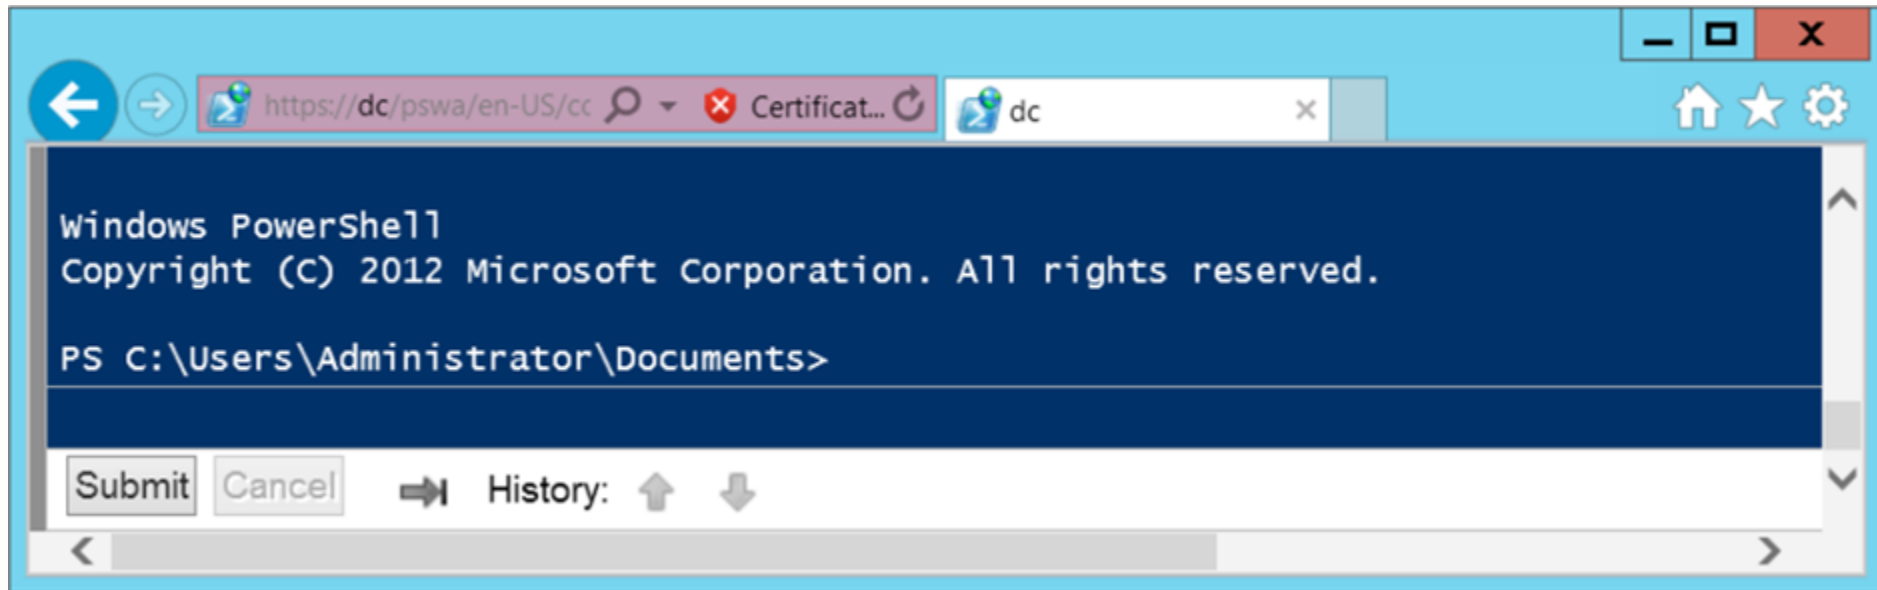 https://dc/pswa/en-US/cc Certificat... dc
Windows PowerShell
Copyright (C) 2012 Microsoft Corporation. All rights reserved.
PS C:\Users\Administrator\Documents>
Submit Cancel History: